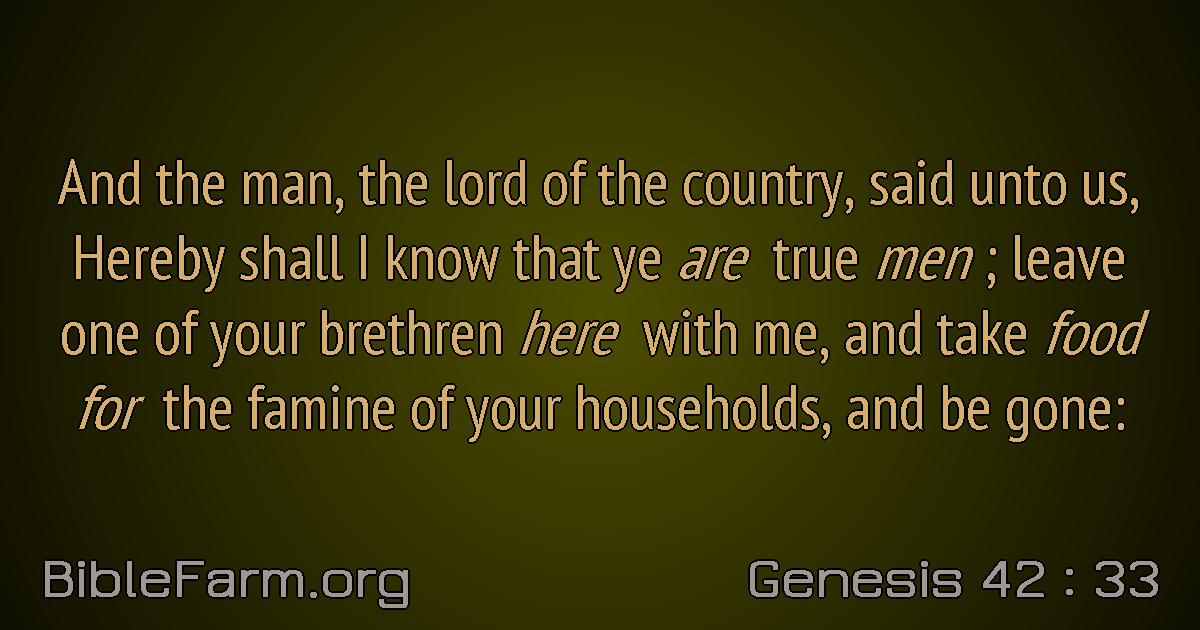 And the man, the lord of the country, said unto us,
Hereby shall I know that ye are true men ; leave
one of your brethren here with me, and take food
for the famine of your households, and be gone:
BibleFarm.org
Genesis 42 : 33